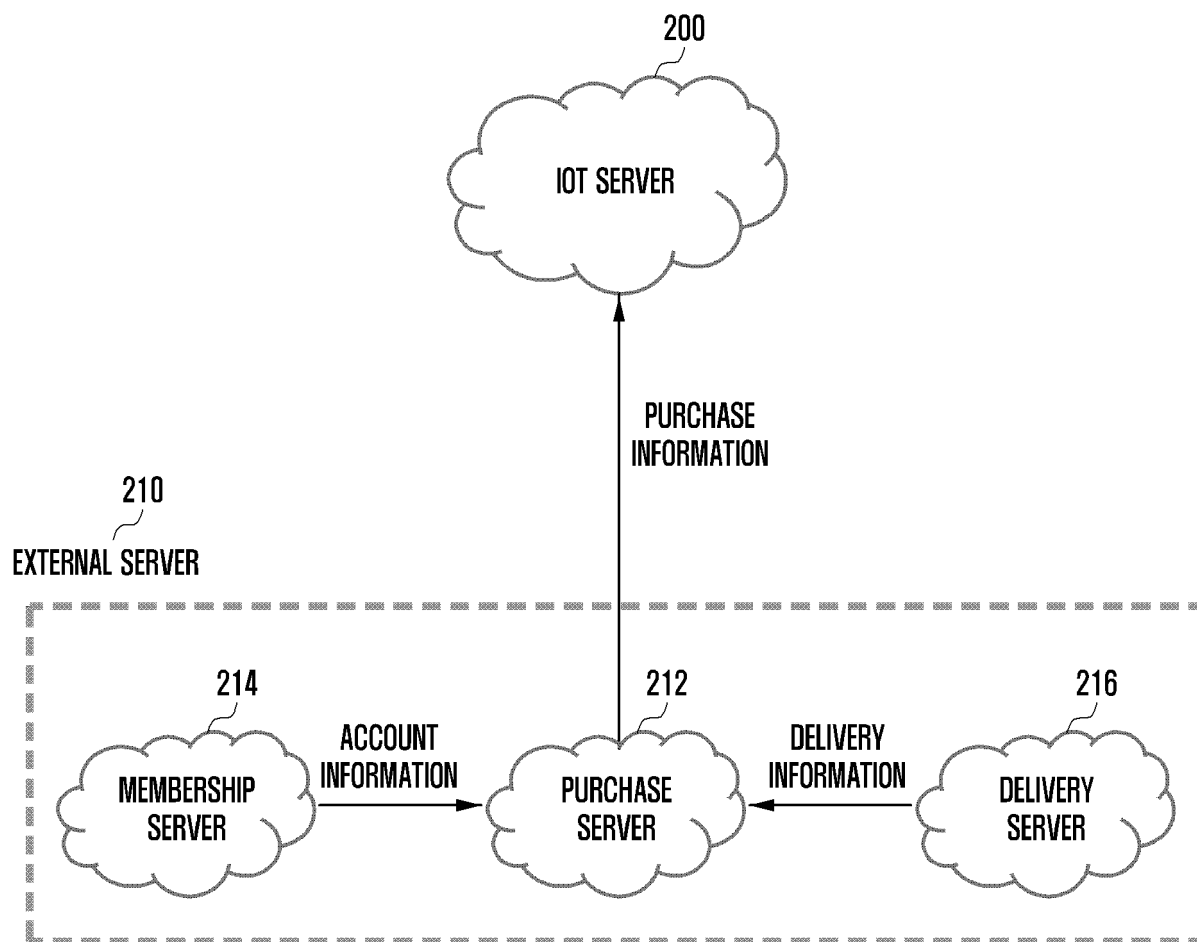 200
IOT SERVER
PURCHASE
INFORMATION
210
EXTERNAL SERVER
214
212
216
ACCOUNT
INFORMATION
DELIVERY
INFORMATION
MEMBERSHIP
SERVER
PURCHASE
SERVER
DELIVERY
SERVER